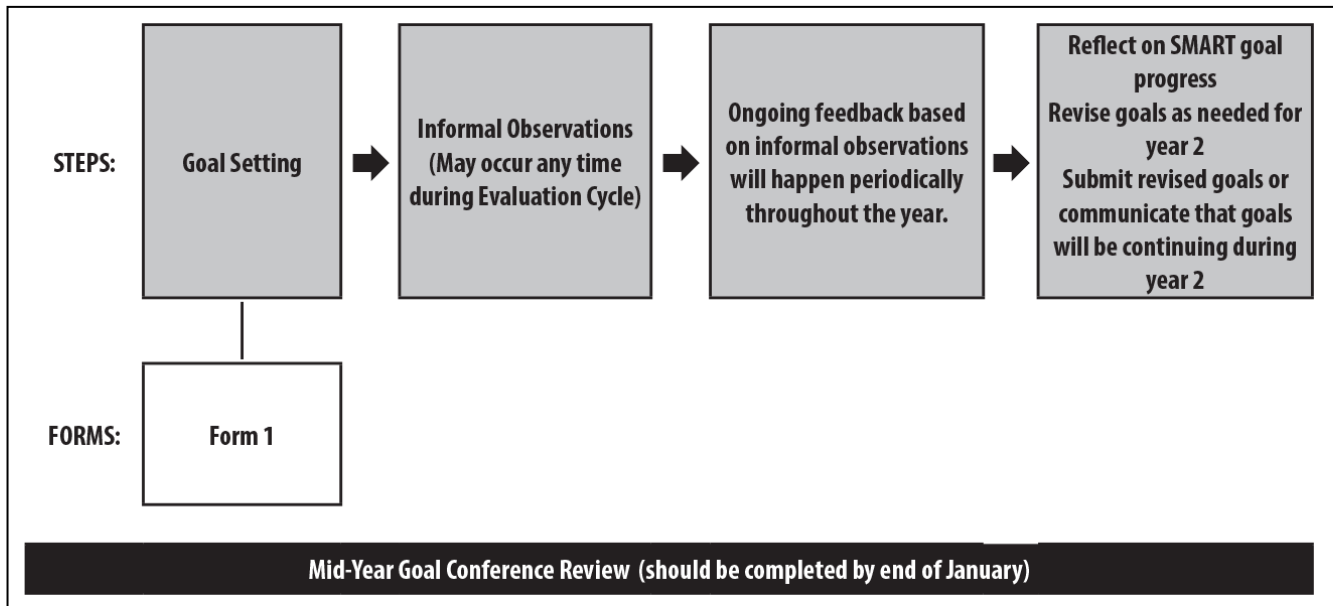 STEPS:
Goal Setting
Informal Observations
(May occur any time
during Evaluation Cycle)
Ongoing feedback based
on informal observations
will happen periodically
throughout the year.
Reflect on SMART goal
progress
Revise goals as needed for
year 2
Submit revised goals or
communicate that goals
will be continuing during
year 2
FORMS:
Form 1
Mid-Year Goal Conference Review (should be completed by end of January)